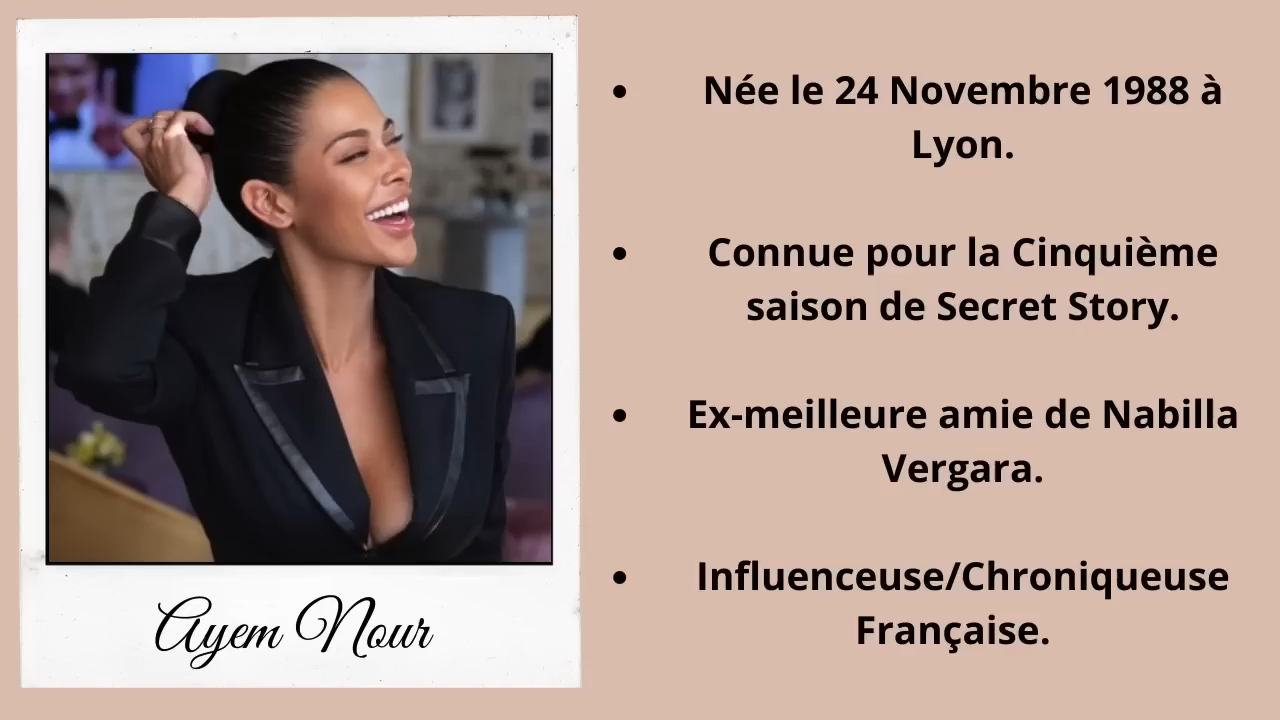 Ayem Nour
• Née le 24 Novembre 1988 à
Lyon.
• Connue pour la Cinquième
saison de Secret Story.
• Ex-meilleure amie de Nabilla
Vergara.
• Influenceuse/Chroniqueuse
Française.